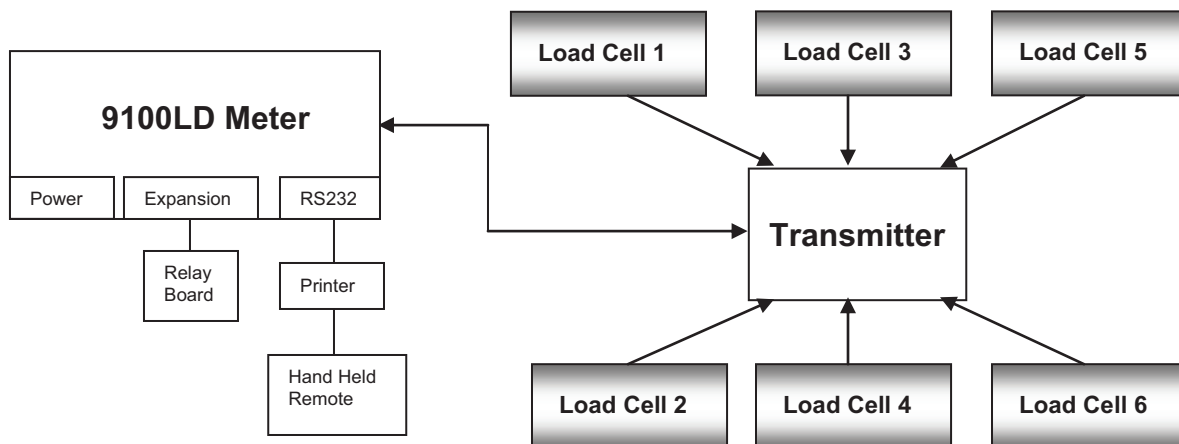 Load Cell 1
Load Cell 3
Load Cell 5
9100LD Meter
Power
Expansion
RS232
Transmitter
Relay
Board
Printer
Hand Held
Remote
Load Cell 2
Load Cell 4
Load Cell 6